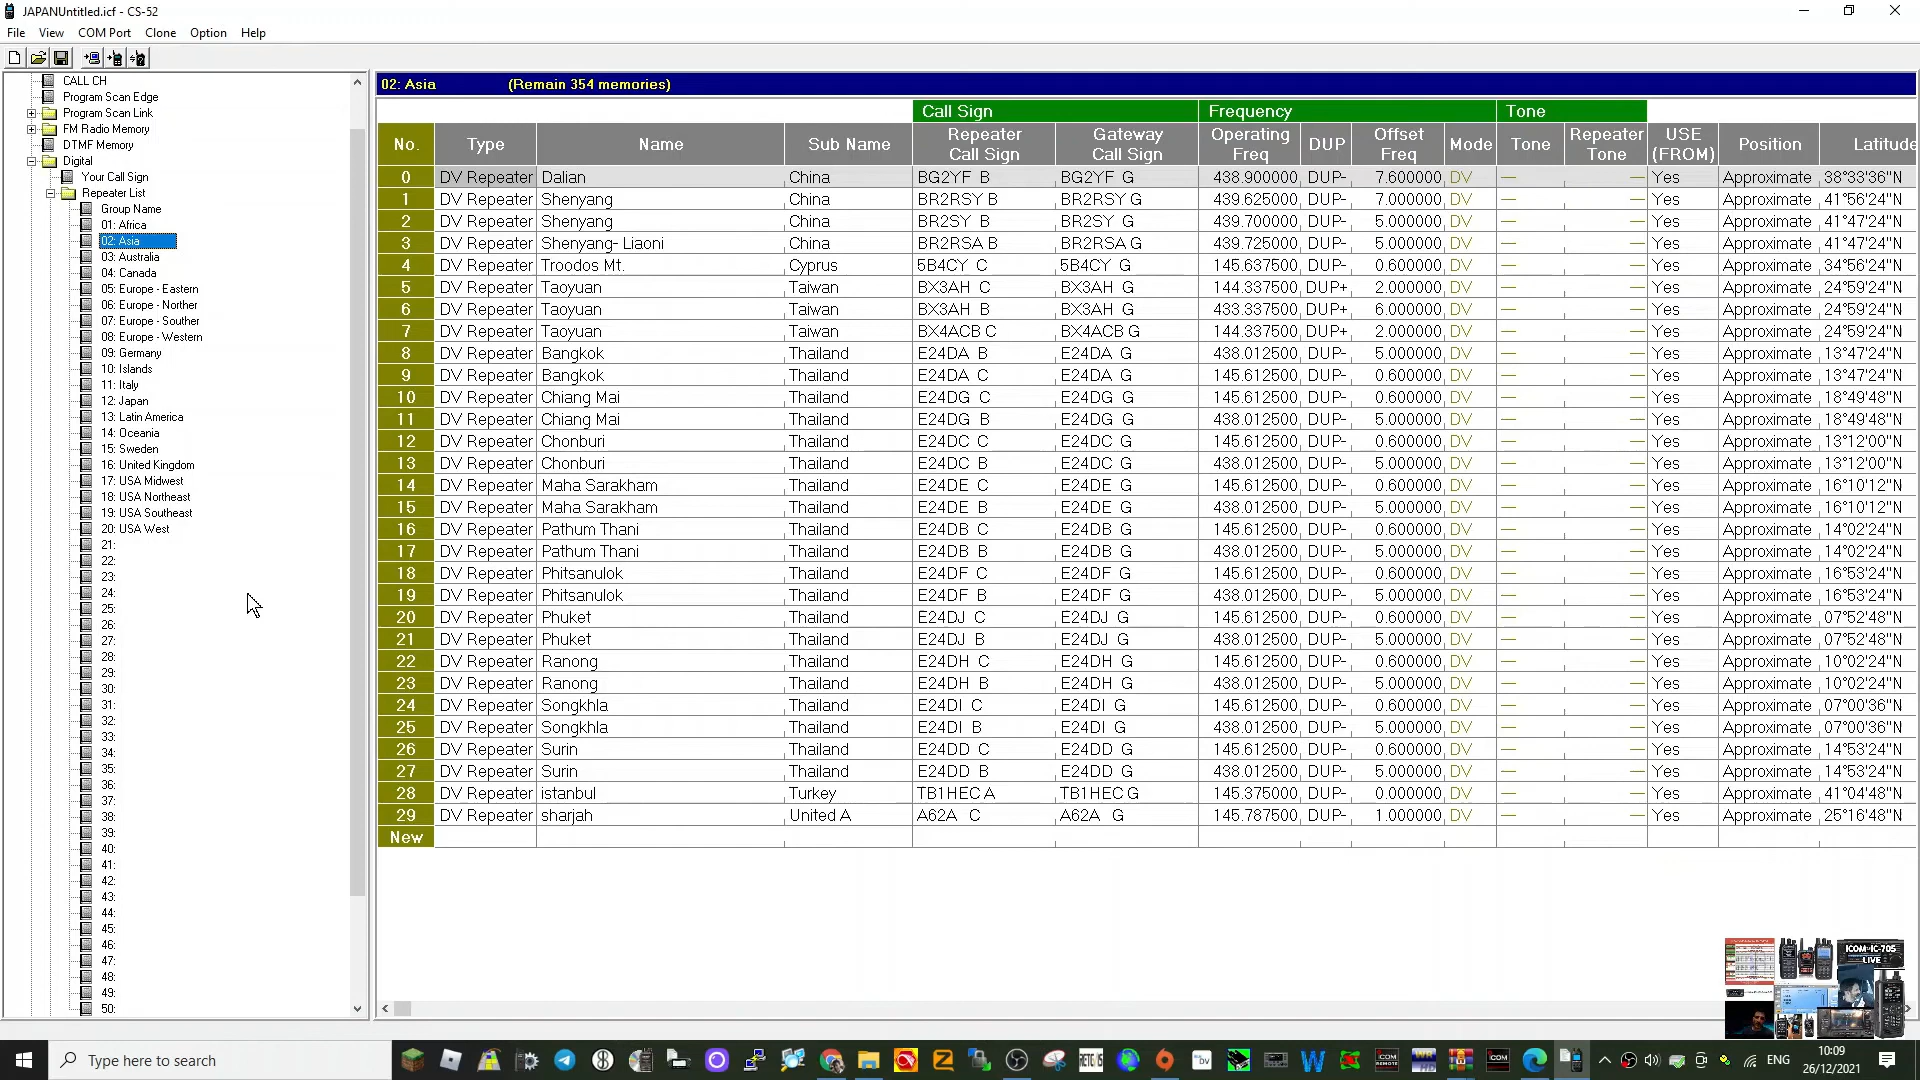 JAPANUntitled.icf - CS-52
File View COM Port Clone Option Help
CALL CH
Program Scan Edge
Program Scan Link
FM Radio Memory
DTMF Memory
Digital
Your Call Sign
Repeater List
Group Name
01: Africa
02: Asia
03: Australia
04: Canada
05: Europe - Eastern
06: Europe - Norther
07: Europe - Souther
08: Europe - Western
09: Germany
10: Islands
11: Italy
12: Japan
13: Latin America
14: Oceania
15: Sweden
16: United Kingdom
17: USA Midwest
18: USA Northeast
19: USA Southeast
20: USA West
21:
22:
23:
24:
25:
26:
27:
28:
29:
30:
31:
32:
33:
34:
35:
36:
37:
38:
39:
40:
41:
42:
43:
44:
45:
46:
47:
48:
49:
50:
02: Asia (Remain 354 memories)
Call Sign Frequency Tone
No. Type Name Sub Name Repeater Call Sign Gateway Call Sign Operating Freq DUP Offset Freq Mode Tone Repeater Tone USE (FROM) Position Latitude
0 DV Repeater Dalian China BG2YF B BG2YF G 438.900000 DUP- 7.600000 DV — — Yes Approximate 38°33'36"N
1 DV Repeater Shenyang China BR2RSY B BR2RSY G 439.625000 DUP- 7.000000 DV — — Yes Approximate 41°56'24"N
2 DV Repeater Shenyang China BR2SY B BR2SY G 439.700000 DUP- 5.000000 DV — — Yes Approximate 41°47'24"N
3 DV Repeater Shenyang- Liaoni China BR2RSA B BR2RSA G 439.725000 DUP- 5.000000 DV — — Yes Approximate 41°47'24"N
4 DV Repeater Troodos Mt. Cyprus 5B4CY C 5B4CY G 145.637500 DUP- 0.600000 DV — — Yes Approximate 34°56'24"N
5 DV Repeater Taoyuan Taiwan BX3AH C BX3AH G 144.337500 DUP+ 2.000000 DV — — Yes Approximate 24°59'24"N
6 DV Repeater Taoyuan Taiwan BX3AH B BX3AH G 433.337500 DUP+ 6.000000 DV — — Yes Approximate 24°59'24"N
7 DV Repeater Taoyuan Taiwan BX4ACB C BX4ACB G 144.337500 DUP+ 2.000000 DV — — Yes Approximate 24°59'24"N
8 DV Repeater Bangkok Thailand E24DA B E24DA G 438.012500 DUP- 5.000000 DV — — Yes Approximate 13°47'24"N
9 DV Repeater Bangkok Thailand E24DA C E24DA G 145.612500 DUP- 0.600000 DV — — Yes Approximate 13°47'24"N
10 DV Repeater Chiang Mai Thailand E24DG C E24DG G 145.612500 DUP- 0.600000 DV — — Yes Approximate 18°49'48"N
11 DV Repeater Chiang Mai Thailand E24DG B E24DG G 438.012500 DUP- 5.000000 DV — — Yes Approximate 18°49'48"N
12 DV Repeater Chonburi Thailand E24DC C E24DC G 145.612500 DUP- 0.600000 DV — — Yes Approximate 13°12'00"N
13 DV Repeater Chonburi Thailand E24DC B E24DC G 438.012500 DUP- 5.000000 DV — — Yes Approximate 13°12'00"N
14 DV Repeater Maha Sarakham Thailand E24DE C E24DE G 145.612500 DUP- 0.600000 DV — — Yes Approximate 16°10'12"N
15 DV Repeater Maha Sarakham Thailand E24DE B E24DE G 438.012500 DUP- 5.000000 DV — — Yes Approximate 16°10'12"N
16 DV Repeater Pathum Thani Thailand E24DB C E24DB G 145.612500 DUP- 0.600000 DV — — Yes Approximate 14°02'24"N
17 DV Repeater Pathum Thani Thailand E24DB B E24DB G 438.012500 DUP- 5.000000 DV — — Yes Approximate 14°02'24"N
18 DV Repeater Phitsanulok Thailand E24DF C E24DF G 145.612500 DUP- 0.600000 DV — — Yes Approximate 16°53'24"N
19 DV Repeater Phitsanulok Thailand E24DF B E24DF G 438.012500 DUP- 5.000000 DV — — Yes Approximate 16°53'24"N
20 DV Repeater Phuket Thailand E24DJ C E24DJ G 145.612500 DUP- 0.600000 DV — — Yes Approximate 07°52'48"N
21 DV Repeater Phuket Thailand E24DJ B E24DJ G 438.012500 DUP- 5.000000 DV — — Yes Approximate 07°52'48"N
22 DV Repeater Ranong Thailand E24DH C E24DH G 145.612500 DUP- 0.600000 DV — — Yes Approximate 10°02'24"N
23 DV Repeater Ranong Thailand E24DH B E24DH G 438.012500 DUP- 5.000000 DV — — Yes Approximate 10°02'24"N
24 DV Repeater Songkhla Thailand E24DI C E24DI G 145.612500 DUP- 0.600000 DV — — Yes Approximate 07°00'36"N
25 DV Repeater Songkhla Thailand E24DI B E24DI G 438.012500 DUP- 5.000000 DV — — Yes Approximate 07°00'36"N
26 DV Repeater Surin Thailand E24DD C E24DD G 145.612500 DUP- 0.600000 DV — — Yes Approximate 14°53'24"N
27 DV Repeater Surin Thailand E24DD B E24DD G 438.012500 DUP- 5.000000 DV — — Yes Approximate 14°53'24"N
28 DV Repeater istanbul Turkey TB1HEC A TB1HEC G 145.375000 DUP- 0.000000 DV — — Yes Approximate 41°04'48"N
29 DV Repeater sharjah United A A62A C A62A G 145.787500 DUP- 1.000000 DV — — Yes Approximate 25°16'48"N
New
ICOM IC-705
LIVE
Type here to search
ENG
10:09
26/12/2021